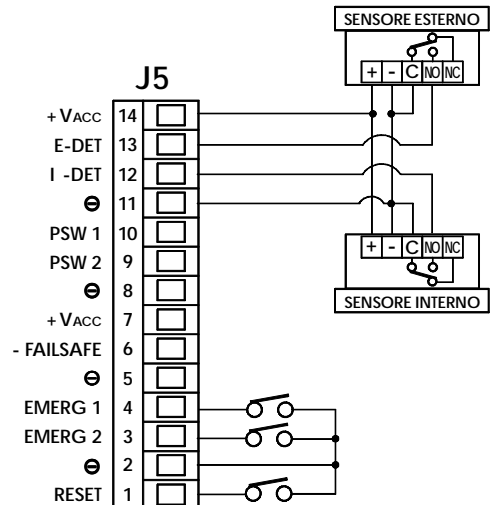 SENSORE ESTERNO
+ - C NO NC
J5
+ VACC 14
E-DET 13
I -DET 12
⊖ 11
PSW 1 10
PSW 2 9
⊖ 8
+ VACC 7
- FAILSAFE 6
⊖ 5
EMERG 1 4
EMERG 2 3
⊖ 2
RESET 1
+ - C NO NC
SENSORE INTERNO